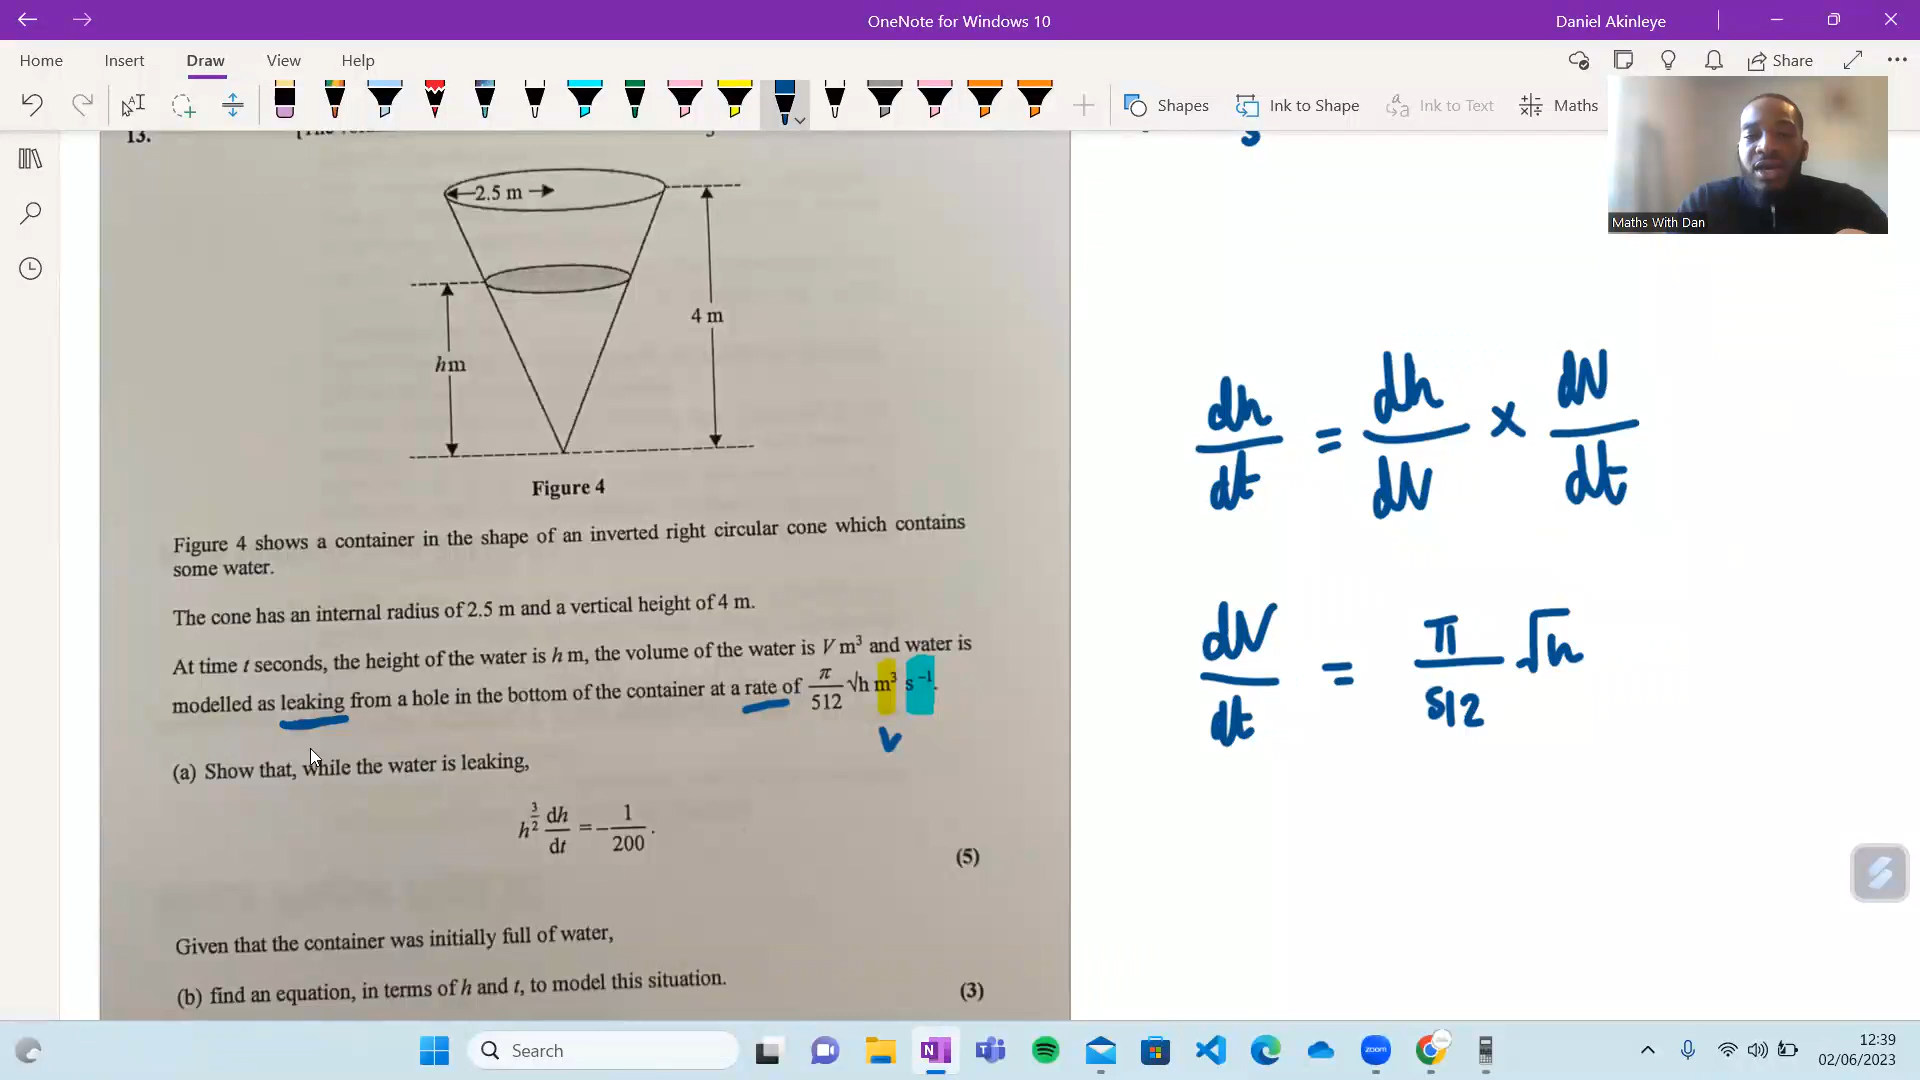 OneNote for Windows 10
Daniel Akinleye
Home Insert Draw View Help
Share
Shapes Ink to Shape Ink to Text Maths
Maths With Dan
13.
2.5 m
4 m
hm
Figure 4
Figure 4 shows a container in the shape of an inverted right circular cone which contains
some water.
The cone has an internal radius of 2.5 m and a vertical height of 4 m.
At time t seconds, the height of the water is h m, the volume of the water is V m³ and water is
modelled as leaking from a hole in the bottom of the container at a rate of π/512 √h m³ s⁻¹.
V
(a) Show that, while the water is leaking,
h^(3/2) dh/dt = −1/200.
(5)
Given that the container was initially full of water,
(b) find an equation, in terms of h and t, to model this situation.
(3)
dh/dt = dh/dV × dV/dt
dV/dt = π/512 √h
Search
zoom
12:39
02/06/2023